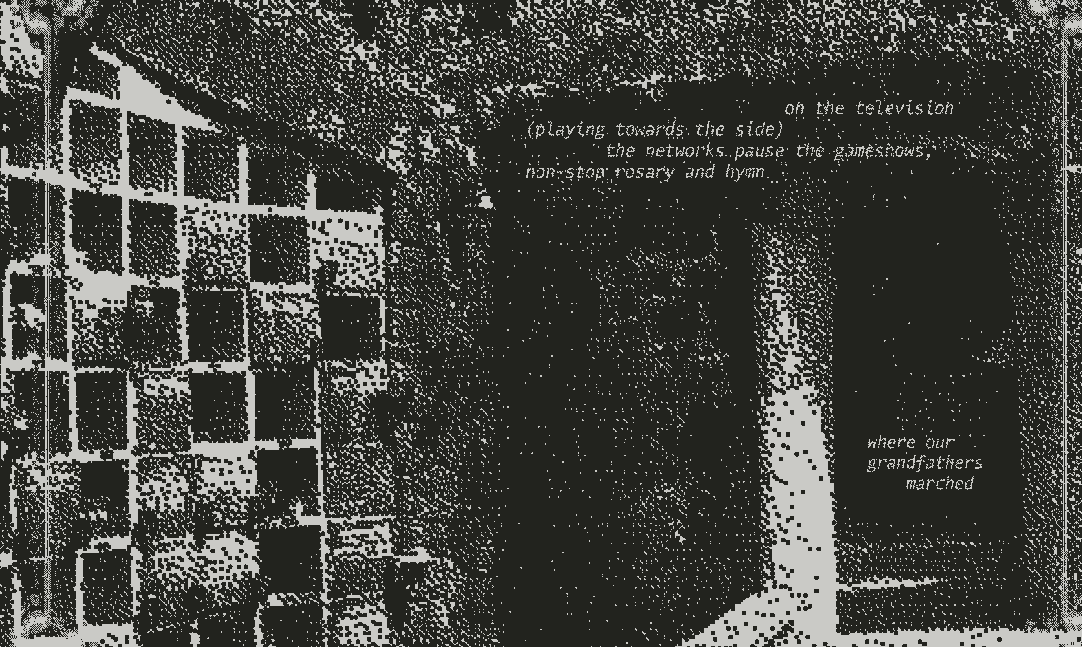 on the television
(playing towards the side)
the networks pause the gameshows,
non-stop rosary and hymn
where our
grandfathers
marched